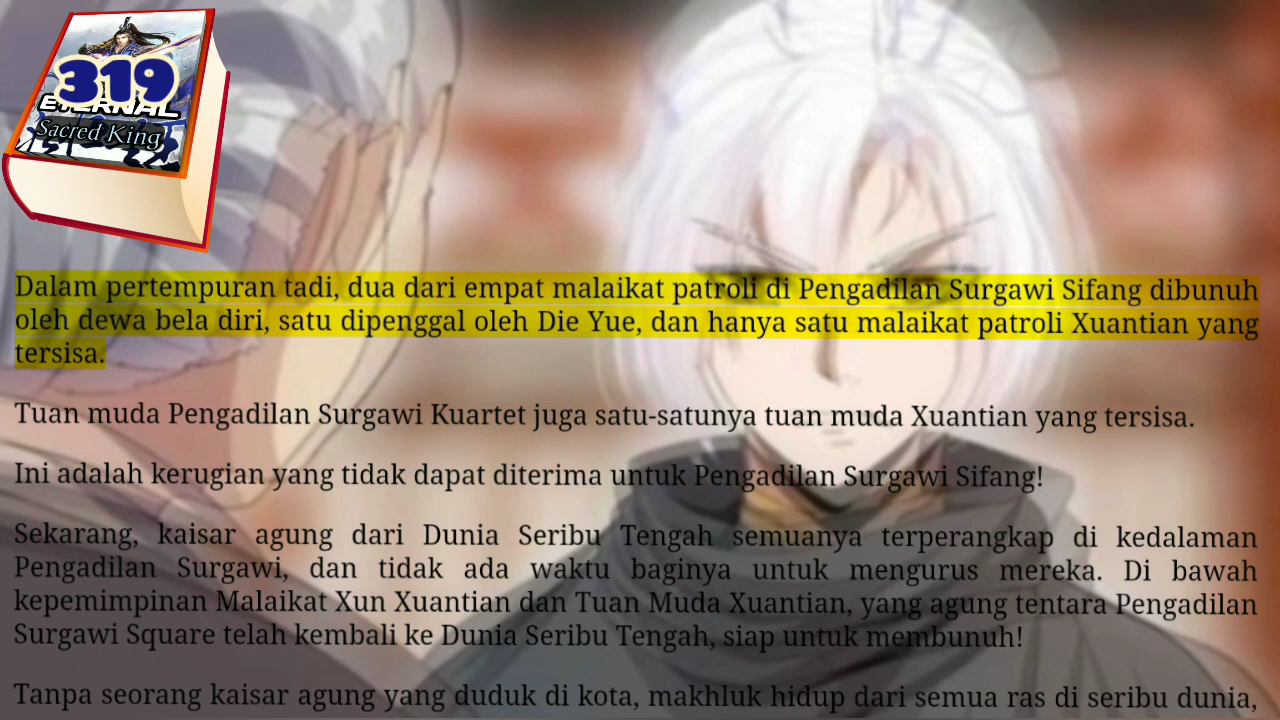 319
ETERNAL
Sacred King
Dalam pertempuran tadi, dua dari empat malaikat patroli di Pengadilan Surgawi Sifang dibunuh
oleh dewa bela diri, satu dipenggal oleh Die Yue, dan hanya satu malaikat patroli Xuantian yang
tersisa.
Tuan muda Pengadilan Surgawi Kuartet juga satu-satunya tuan muda Xuantian yang tersisa.
Ini adalah kerugian yang tidak dapat diterima untuk Pengadilan Surgawi Sifang!
Sekarang, kaisar agung dari Dunia Seribu Tengah semuanya terperangkap di kedalaman
Pengadilan Surgawi, dan tidak ada waktu baginya untuk mengurus mereka. Di bawah
kepemimpinan Malaikat Xun Xuantian dan Tuan Muda Xuantian, yang agung tentara Pengadilan
Surgawi Square telah kembali ke Dunia Seribu Tengah, siap untuk membunuh!
Tanpa seorang kaisar agung yang duduk di kota, makhluk hidup dari semua ras di seribu dunia,